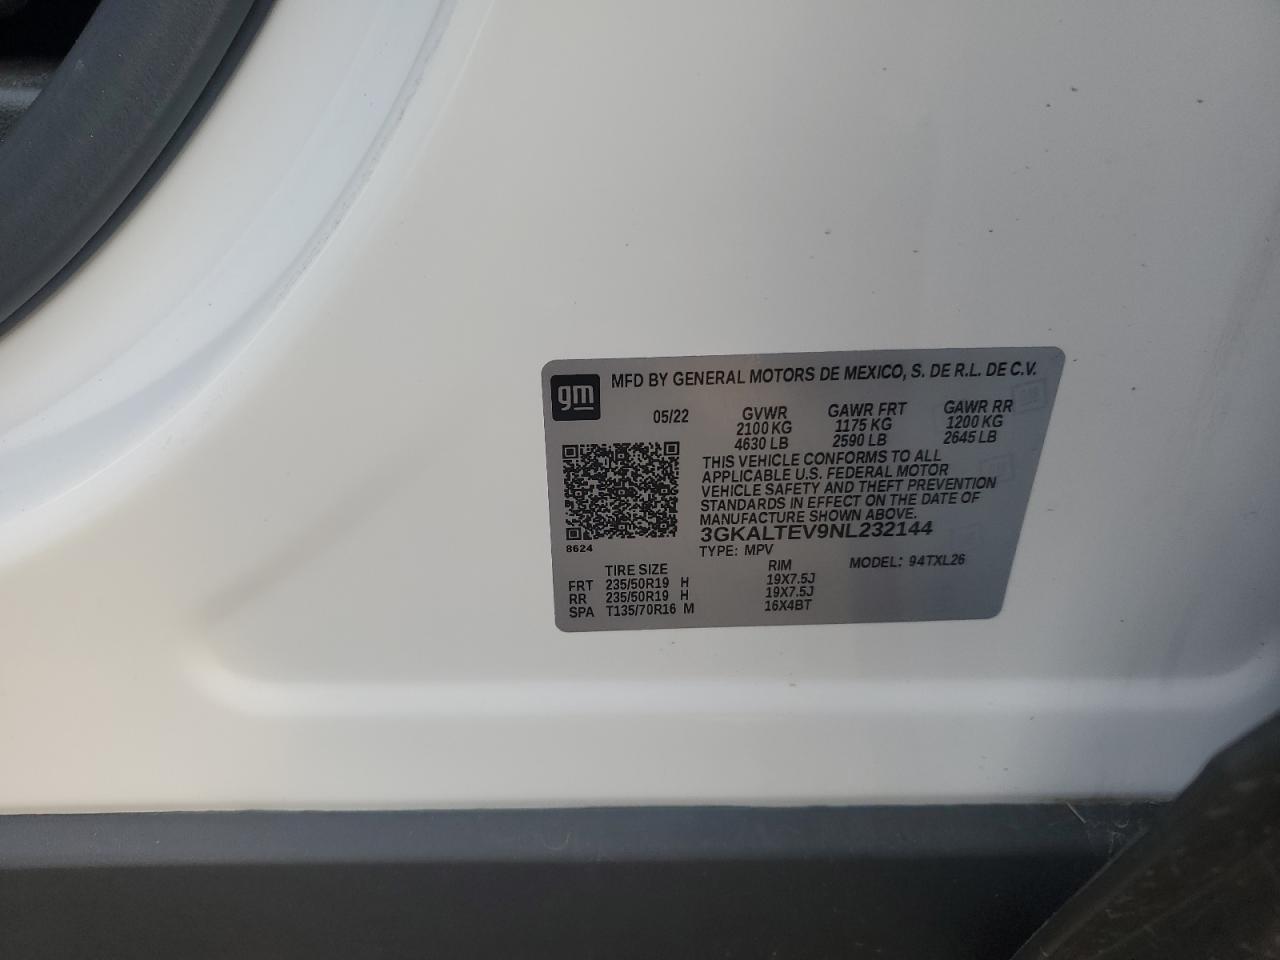 gm MFD BY GENERAL MOTORS DE MEXICO, S. DE R.L. DE C.V.
05/22 GVWR GAWR FRT GAWR RR
2100 KG 1175 KG 1200 KG
4630 LB 2590 LB 2645 LB
THIS VEHICLE CONFORMS TO ALL
APPLICABLE U.S. FEDERAL MOTOR
VEHICLE SAFETY AND THEFT PREVENTION
STANDARDS IN EFFECT ON THE DATE OF
MANUFACTURE SHOWN ABOVE.
3GKALTEV9NL232144
8624
TYPE: MPV MODEL: 94TXL26
TIRE SIZE RIM
FRT 235/50R19 H 19X7.5J
RR 235/50R19 H 19X7.5J
SPA T135/70R16 M 16X4BT